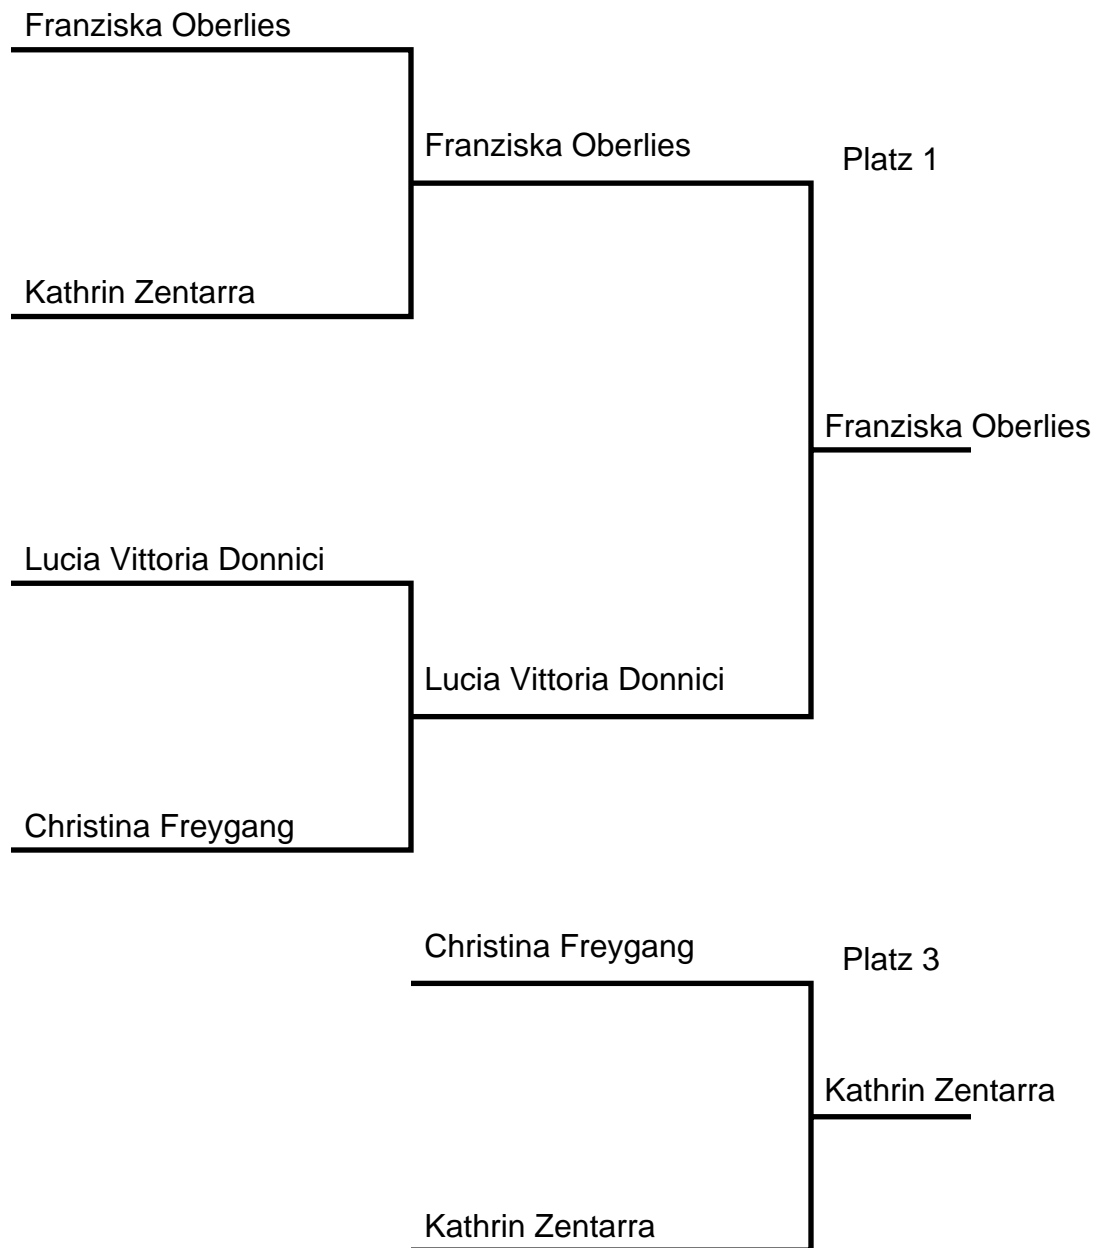 Franziska Oberlies
Franziska Oberlies
Platz 1
Kathrin Zentarra
Franziska Oberlies
Lucia Vittoria Donnici
Lucia Vittoria Donnici
Christina Freygang
Christina Freygang
Platz 3
Kathrin Zentarra
Kathrin Zentarra